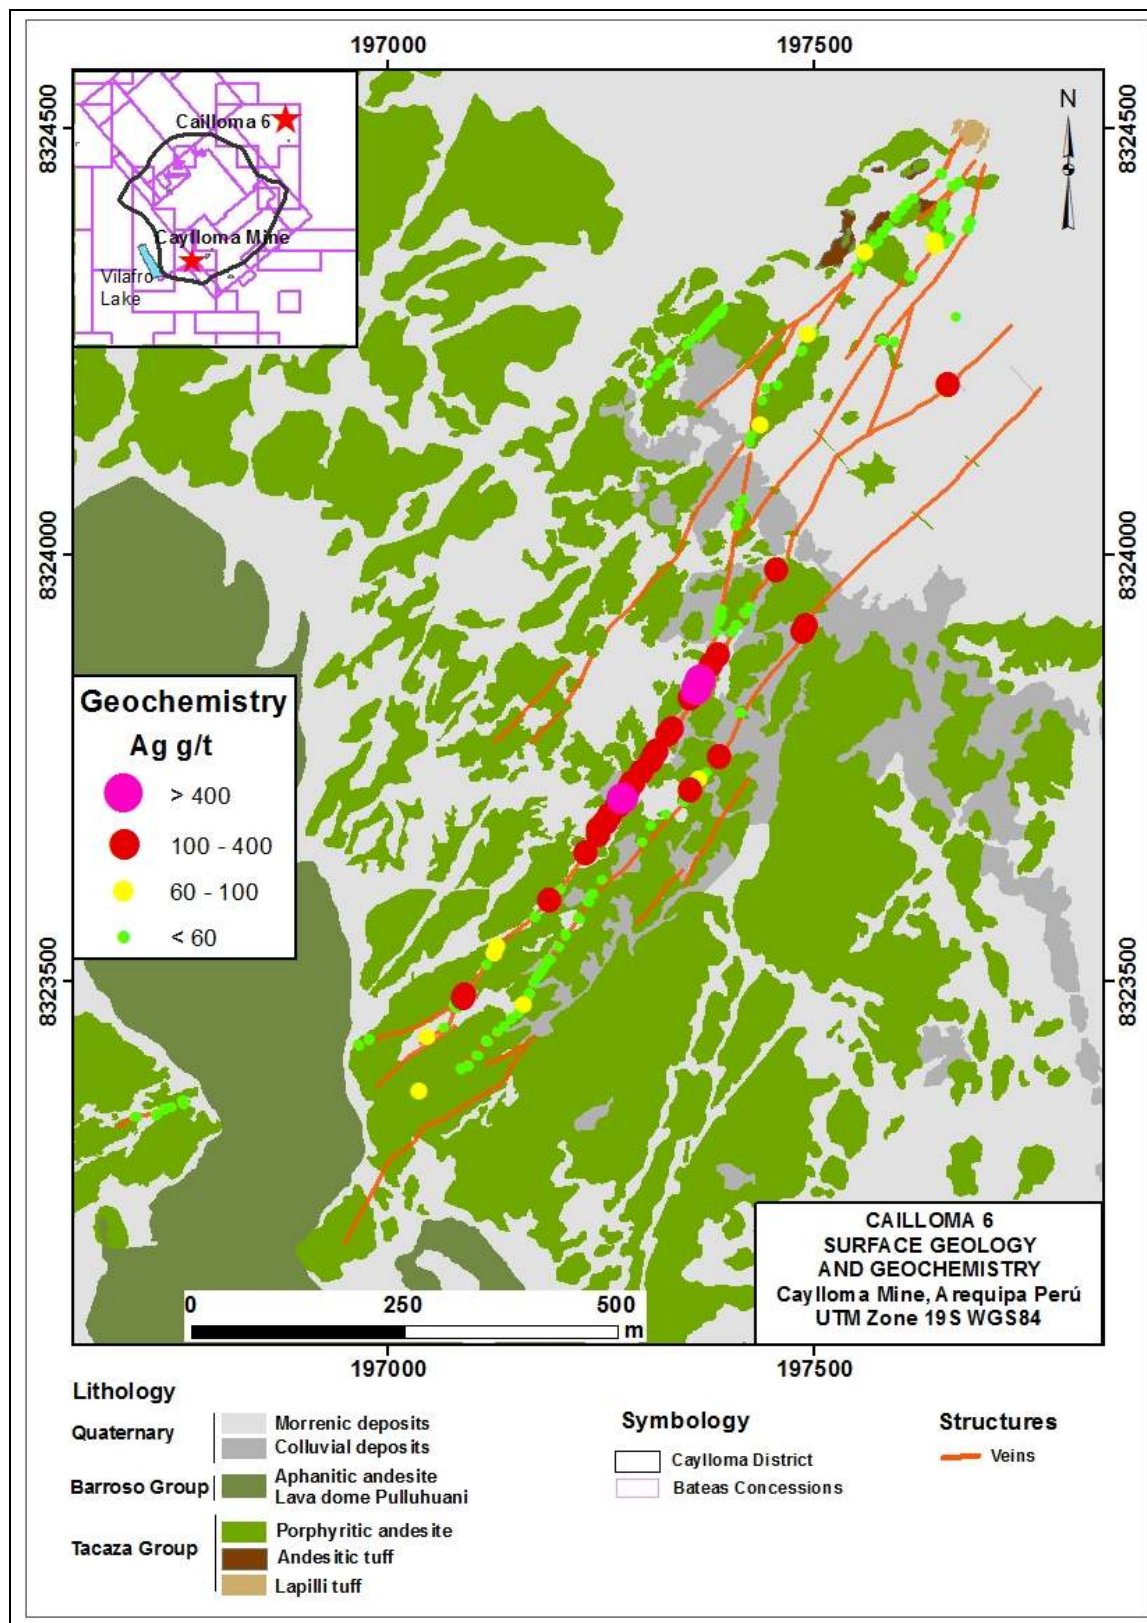 197000
197500
8324500
8324500
Cailloma 6
Caylloma Mine
Vilafro
Lake
N
8324000
8324000
Geochemistry
Ag g/t
> 400
100 - 400
60 - 100
< 60
8323500
8323500
0
250
500
m
CAILLOMA 6
SURFACE GEOLOGY
AND GEOCHEMISTRY
Caylloma Mine, Arequipa Perú
UTM Zone 19S WGS84
197000
197500
Lithology
Quaternary
Morrenic deposits
Colluvial deposits
Barroso Group
Aphanitic andesite
Lava dome Pulluhuani
Tacaza Group
Porphyritic andesite
Andesitic tuff
Lapilli tuff
Symbology
Caylloma District
Bateas Concessions
Structures
Veins